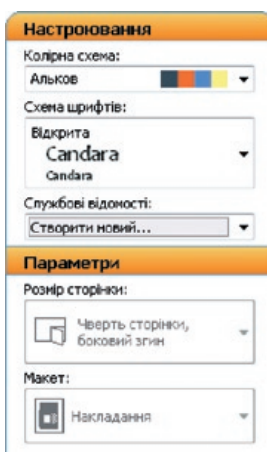 Настроювання
Колірна схема:
Альков
Схема шрифтів:
Відкрита
Candara
Candara
Службові відомості:
Створити новий...
Параметри
Розмір сторінки:
Чверть сторінки,
боковий згин
Макет:
Накладання